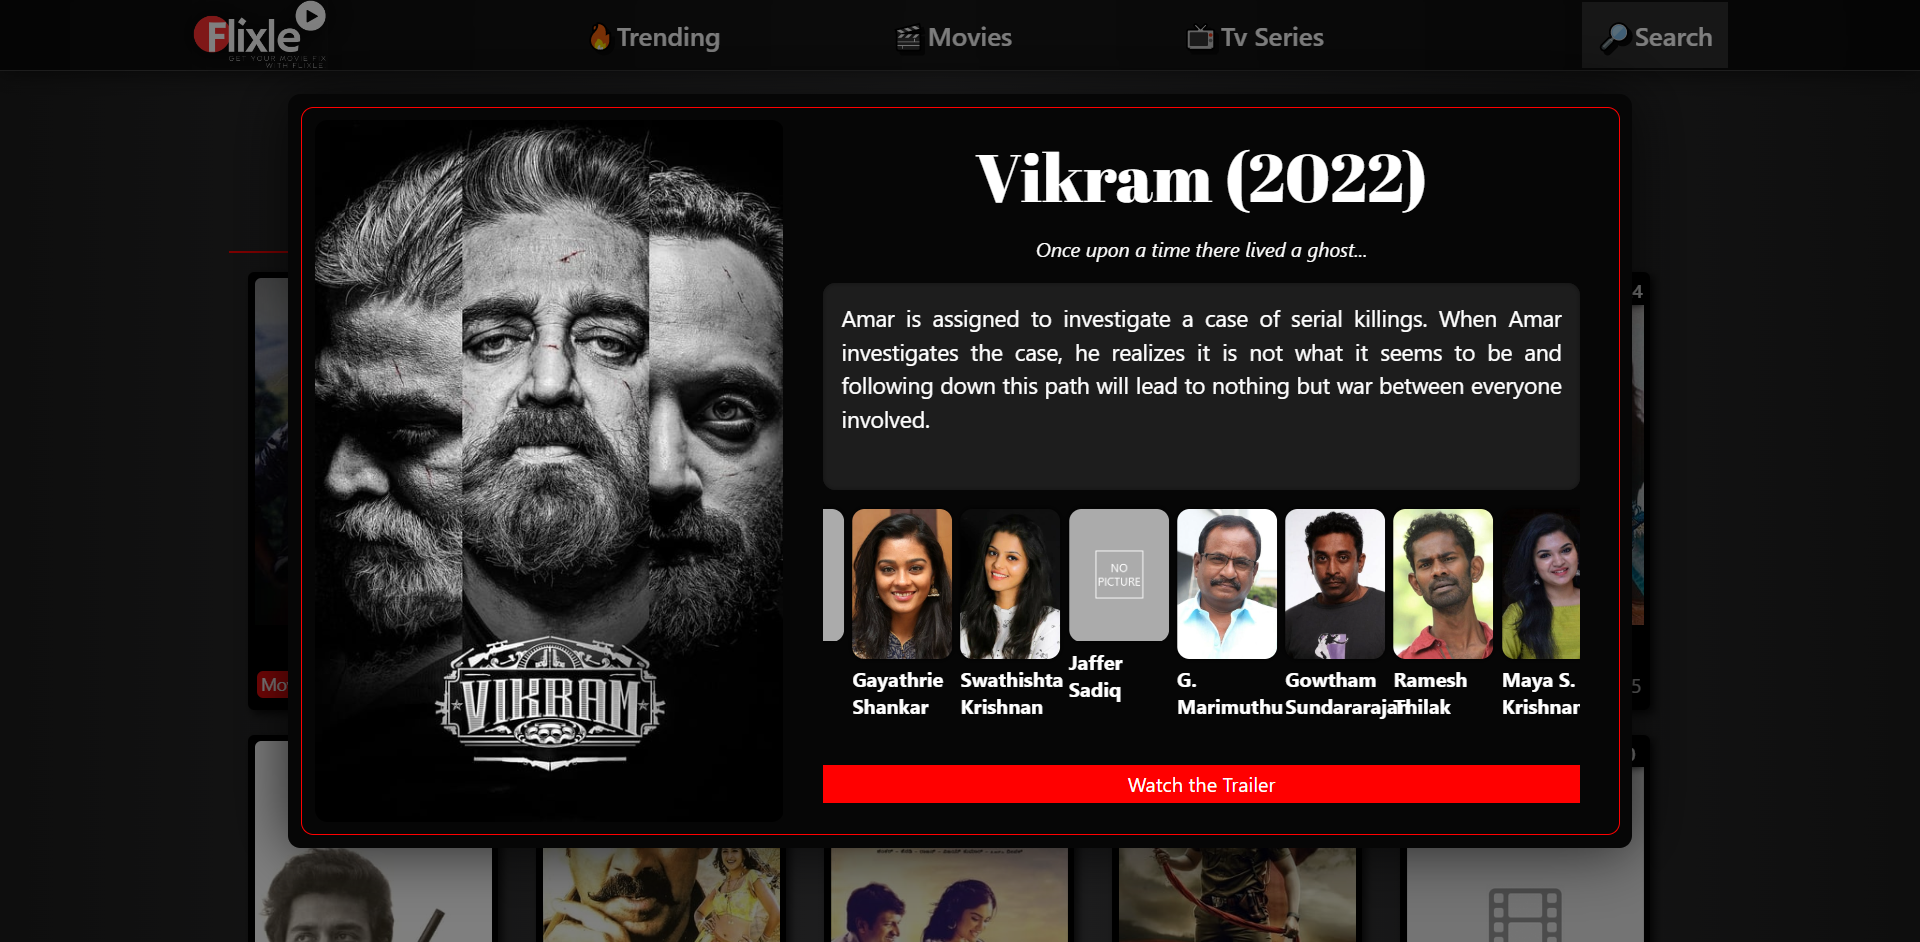 Flixle
GET YOUR MOVIE FIX
WITH FLIXLE
Trending
Movies
Tv Series
Search
Vikram (2022)
Once upon a time there lived a ghost...
Amar is assigned to investigate a case of serial killings. When Amar
investigates the case, he realizes it is not what it seems to be and
following down this path will lead to nothing but war between everyone
involved.
VIKRAM
NO
PICTURE
Gayathrie
Shankar
Swathishta
Krishnan
Jaffer
Sadiq
G.
Marimuthu
Gowtham
Sundararajan
Ramesh
Thilak
Maya S.
Krishnan
Watch the Trailer
4
Mo
5